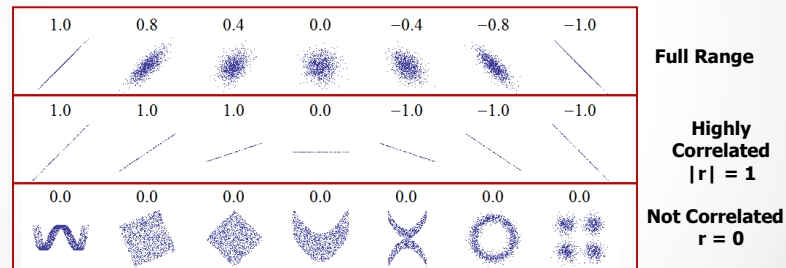 1.0 0.8 0.4 0.0 −0.4 −0.8 −1.0
Full Range
1.0 1.0 1.0 0.0 −1.0 −1.0 −1.0
Highly
Correlated
|r| = 1
0.0 0.0 0.0 0.0 0.0 0.0 0.0
Not Correlated
r = 0